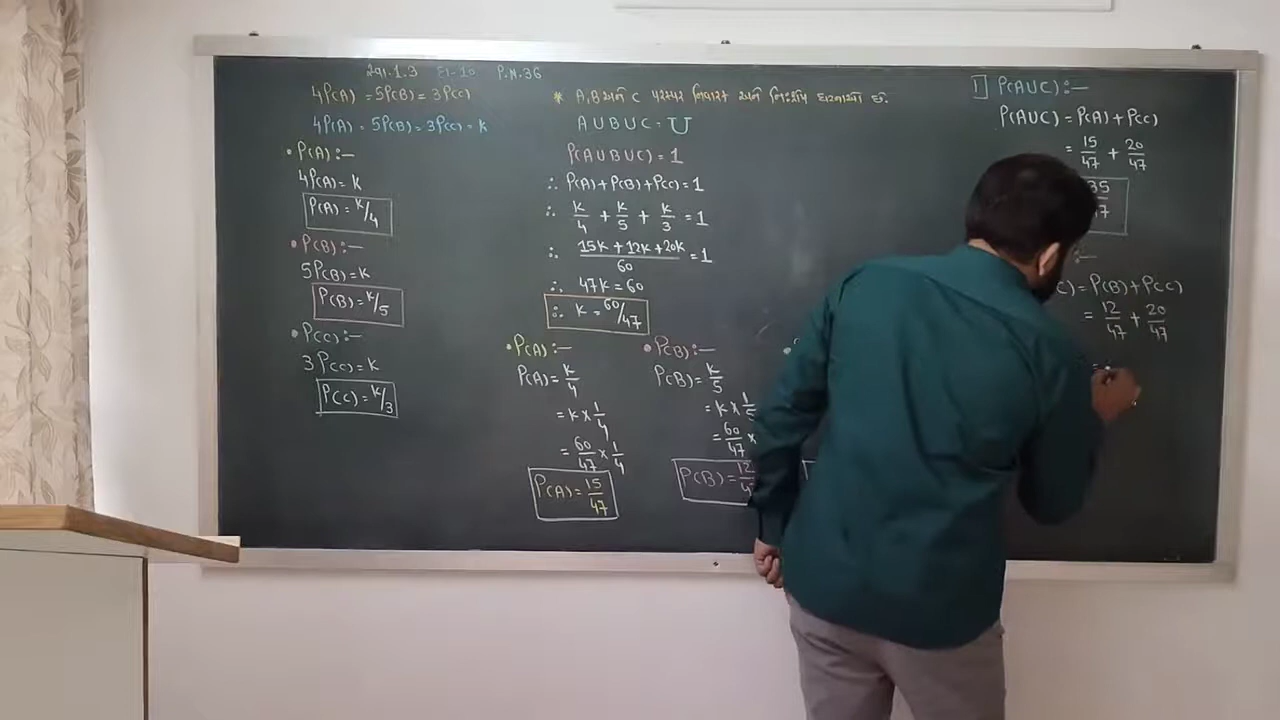 સ્વા.1.3 દા-10 P.N.36
4P(A) = 5P(B) = 3P(C)
4P(A) = 5P(B) = 3P(C) = k
• P(A) :—
4P(A) = k
P(A) = k/4
• P(B) :—
5P(B) = k
P(B) = k/5
• P(C) :—
3P(C) = k
P(C) = k/3
* A, B અને C પરસ્પર નિવારક અને નિઃશેષ ઘટનાઓ છે.
A U B U C = U
P(A U B U C) = 1
∴ P(A) + P(B) + P(C) = 1
∴ k/4 + k/5 + k/3 = 1
∴ (15k + 12k + 20k)/60 = 1
∴ 47k = 60
∴ k = 60/47
• P(A) :—
P(A) = k/4
= k × 1/4
= 60/47 × 1/4
P(A) = 15/47
• P(B) :—
P(B) = k/5
= k × 1/5
= 60/47 ×
P(B) = 12/4
1] P(AUC) :—
P(AUC) = P(A) + P(C)
= 15/47 + 20/47
35/47
:—
C) = P(B) + P(C)
= 12/47 + 20/47
=